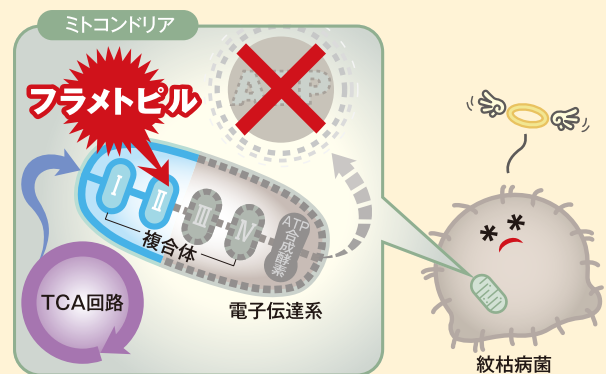 ミトコンドリア
フラメトピル
ATP
I
II
III
IV
ATP
合成酵素
複合体
TCA回路
電子伝達系
紋枯病菌